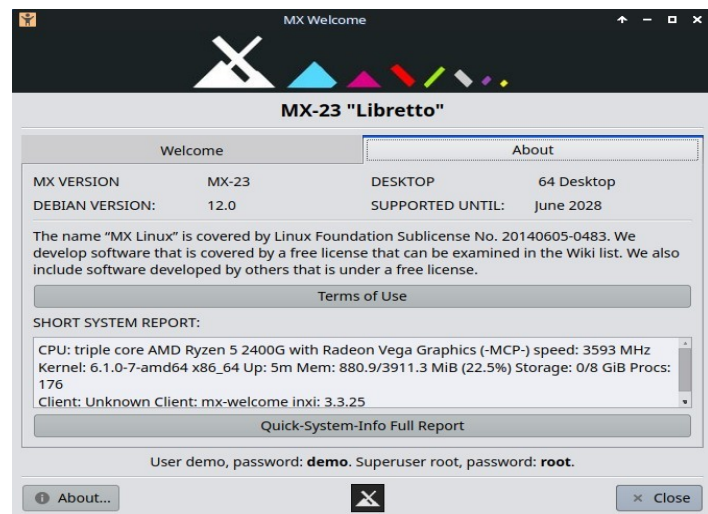 MX Welcome
MX-23 "Libretto"
Welcome
About
MX VERSION MX-23 DESKTOP 64 Desktop
DEBIAN VERSION: 12.0 SUPPORTED UNTIL: June 2028
The name “MX Linux” is covered by Linux Foundation Sublicense No. 20140605-0483. We
develop software that is covered by a free license that can be examined in the Wiki list. We also
include software developed by others that is under a free license.
Terms of Use
SHORT SYSTEM REPORT:
CPU: triple core AMD Ryzen 5 2400G with Radeon Vega Graphics (-MCP-) speed: 3593 MHz
Kernel: 6.1.0-7-amd64 x86_64 Up: 5m Mem: 880.9/3911.3 MiB (22.5%) Storage: 0/8 GiB Procs:
176
Client: Unknown Client: mx-welcome inxi: 3.3.25
Quick-System-Info Full Report
User demo, password: demo. Superuser root, password: root.
About...
Close